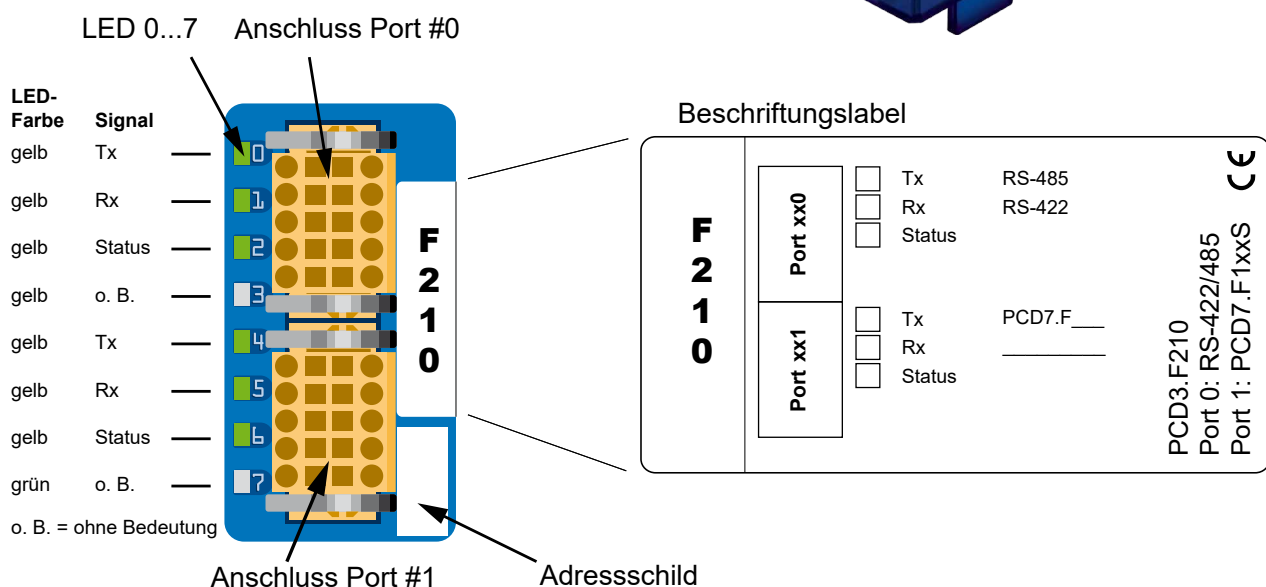 LED 0...7
Anschluss Port #0
LED-
Farbe
Signal
gelb Tx
gelb Rx
gelb Status
gelb o. B.
gelb Tx
gelb Rx
gelb Status
grün o. B.
o. B. = ohne Bedeutung
0
1
2
3
4
5
6
7
F
2
1
0
Anschluss Port #1
Adressschild
Beschriftungslabel
F
2
1
0
Port xx0
Tx RS-485
Rx RS-422
Status
Port xx1
Tx PCD7.F___
Rx __________
Status
PCD3.F210
Port 0: RS-422/485
Port 1: PCD7.F1xxS
CE